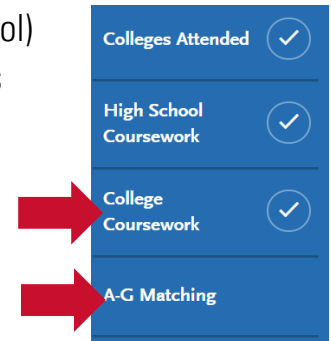 ol)
Colleges Attended
s
High School
Coursework
College
Coursework
A-G Matching